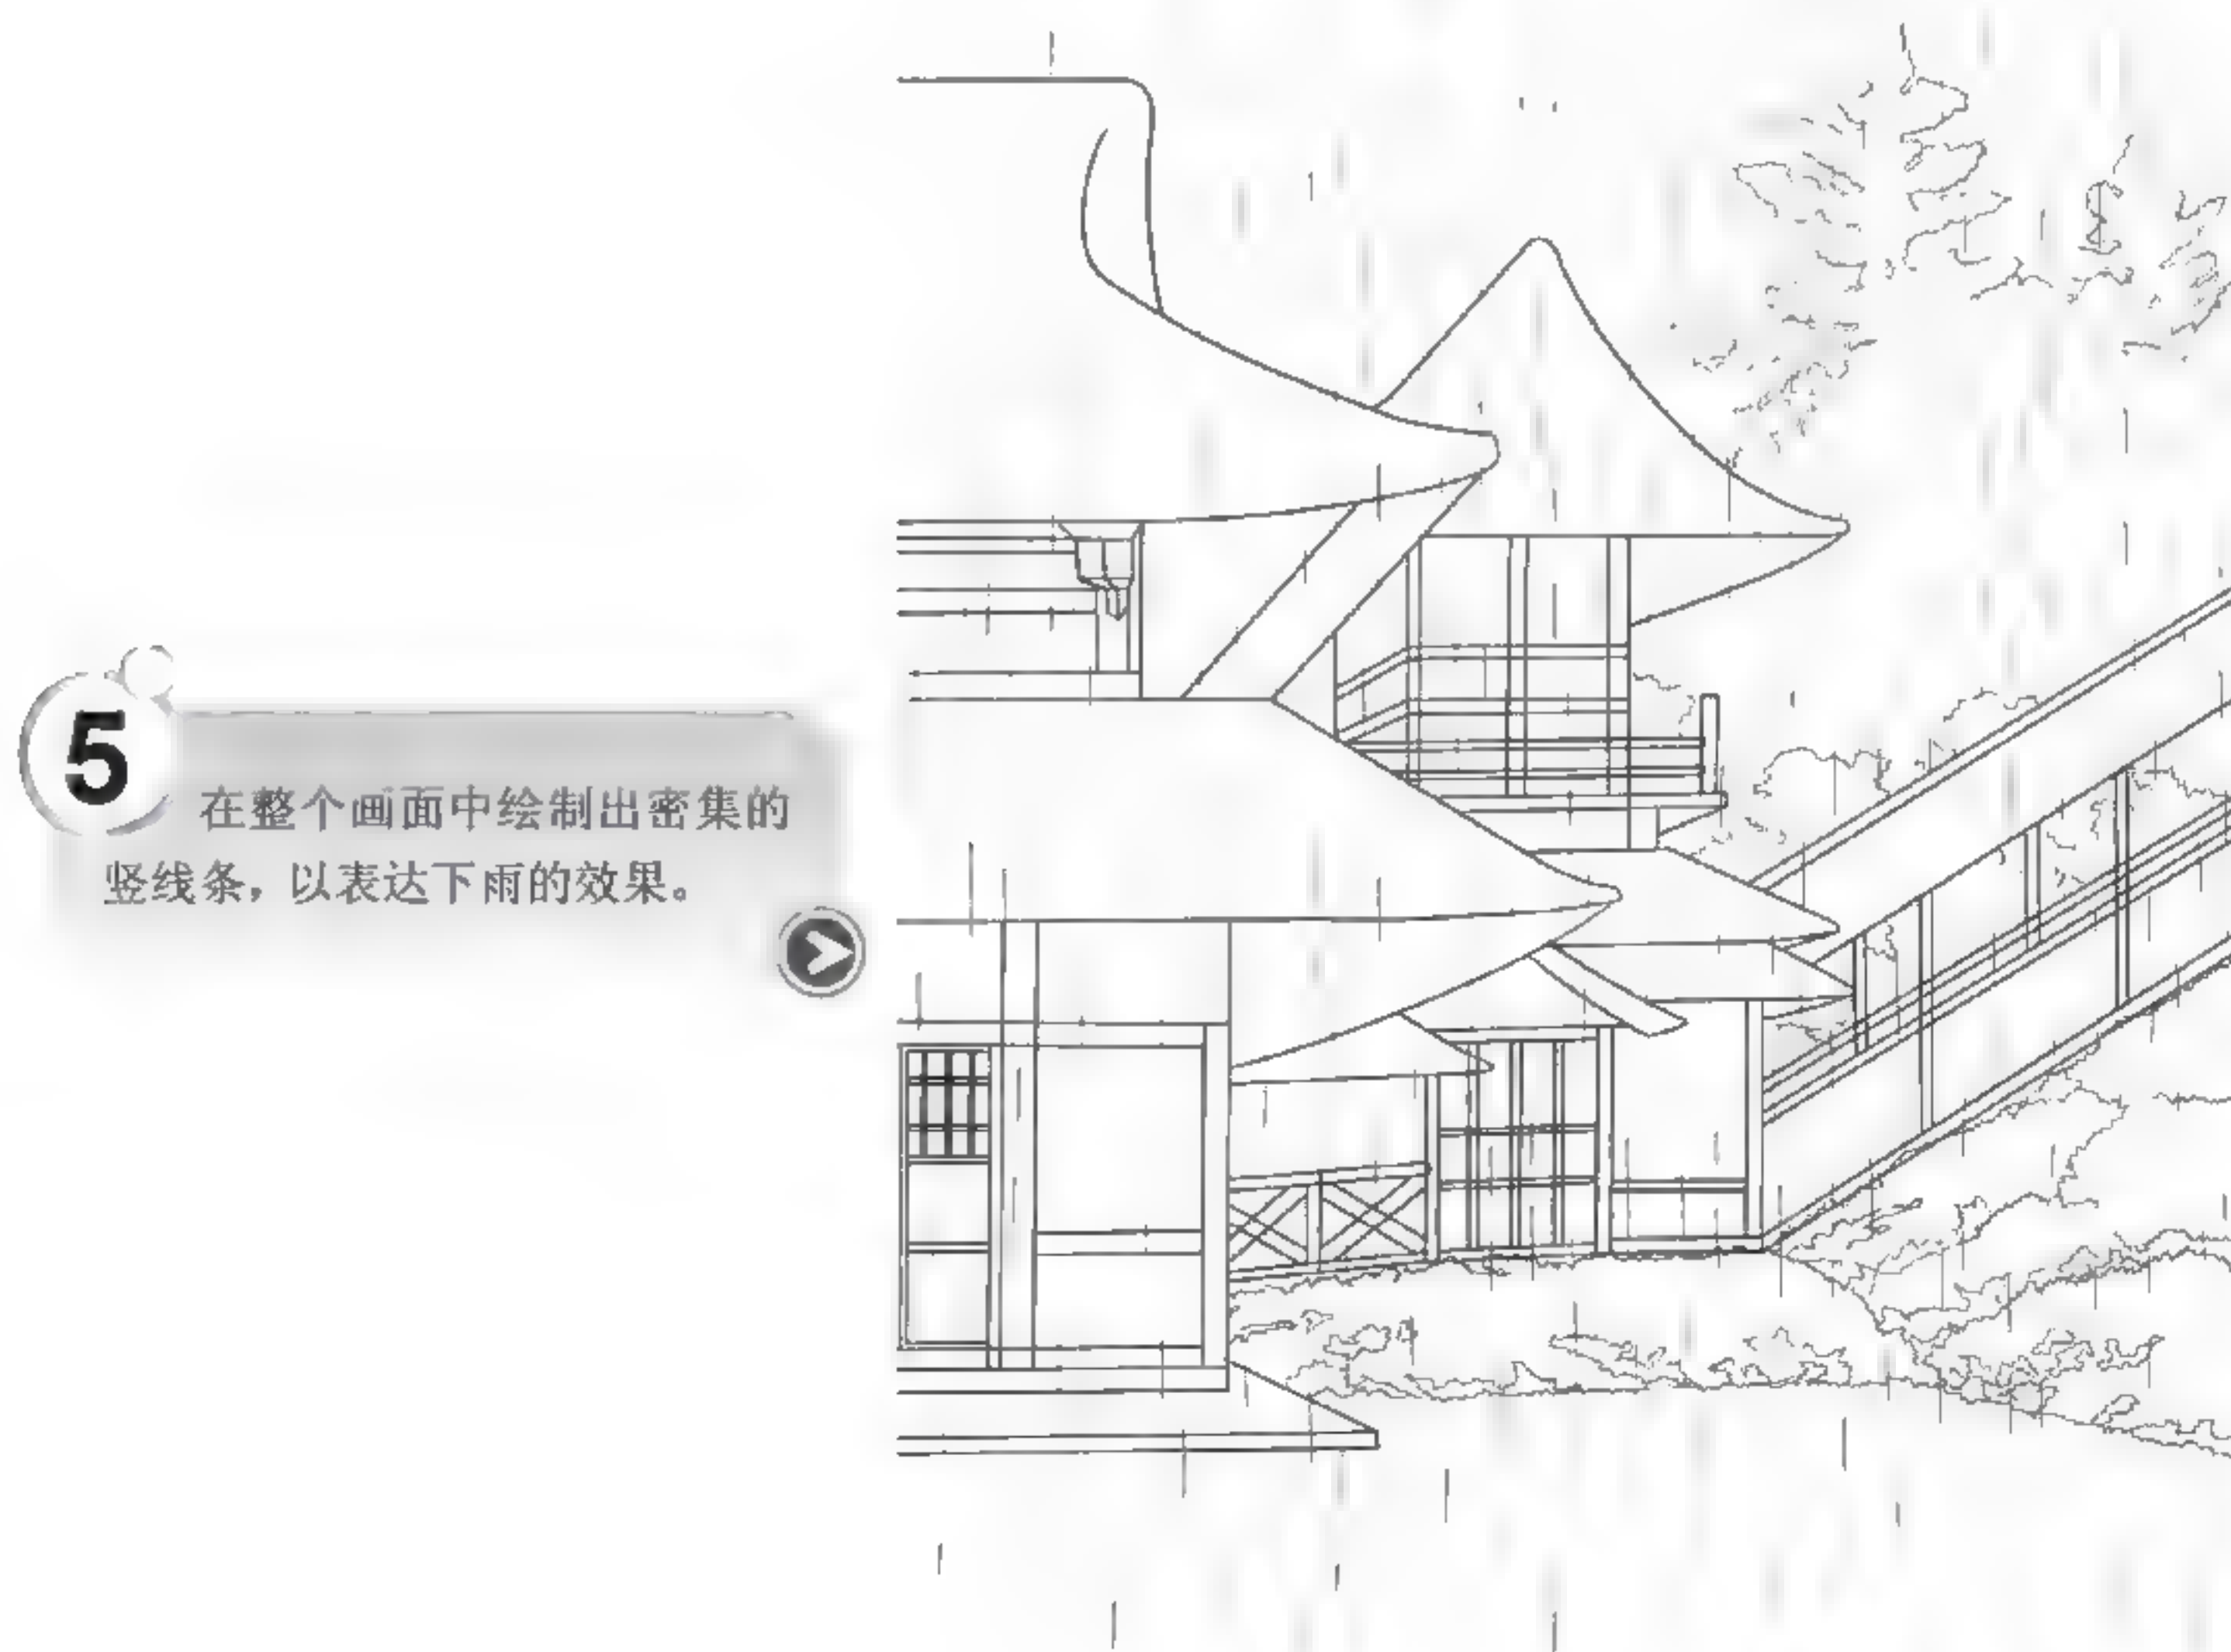 5
在整个画面中绘制出密集的
竖线条，以表达下雨的效果。